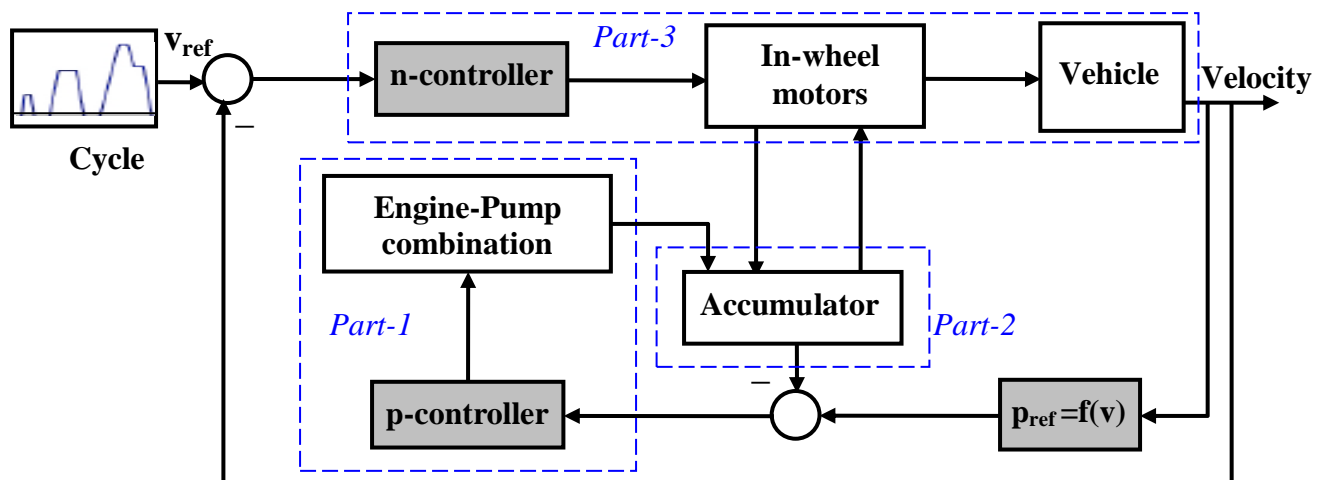 v_ref
Part-3
n-controller
In-wheel
motors
Vehicle
Velocity
−
Cycle
Engine-Pump
combination
Part-1
Accumulator
Part-2
−
p-controller
p_ref =f(v)